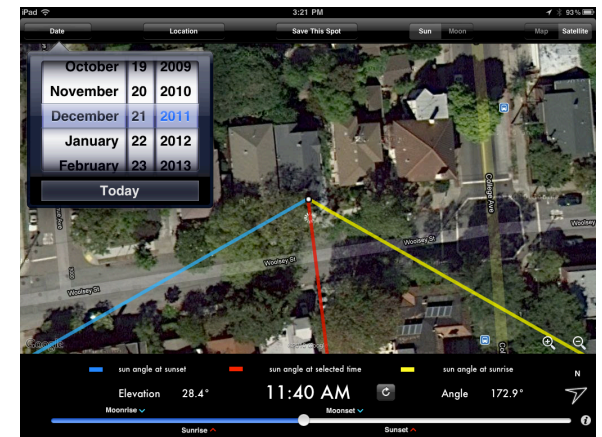 iPad 3:21 PM 93%
Date Location Save This Spot Sun Moon Map Satellite
October 19 2009
November 20 2010
December 21 2011
January 22 2012
February 23 2013
Today
College Ave
Woolsey
Woolsey St
Woolsey St
Woolsey St
sun angle at sunset sun angle at selected time sun angle at sunrise N
Elevation 28.4° 11:40 AM Angle 172.9°
Moonrise Moonset
Sunrise Sunset